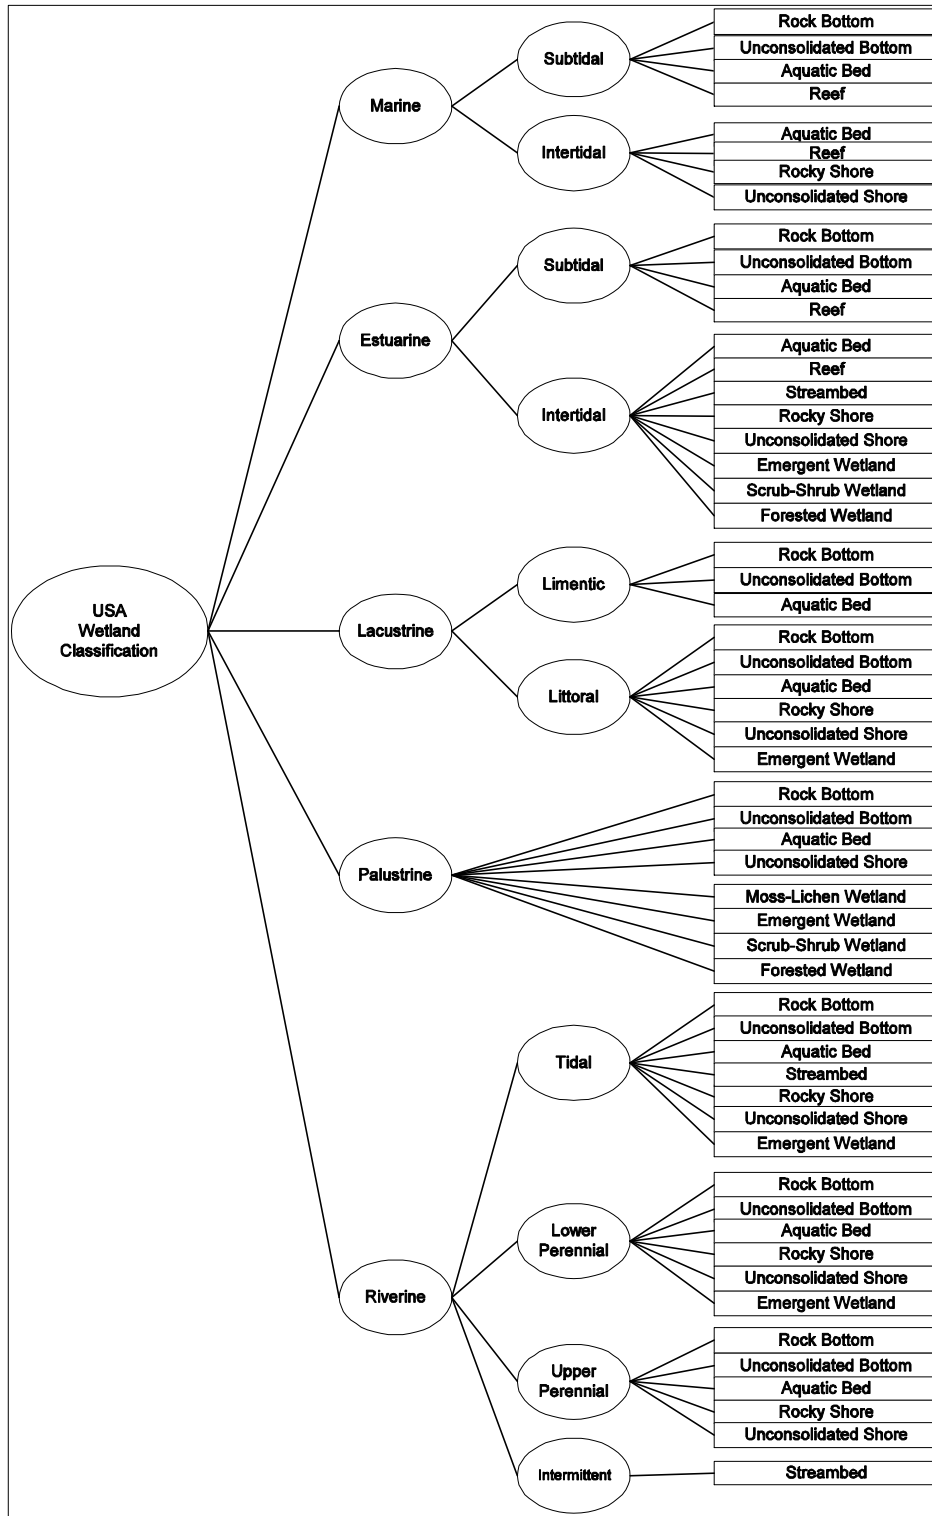 USA
Wetland
Classification
Marine
Subtidal
Rock Bottom
Unconsolidated Bottom
Aquatic Bed
Reef
Intertidal
Aquatic Bed
Reef
Rocky Shore
Unconsolidated Shore
Estuarine
Subtidal
Rock Bottom
Unconsolidated Bottom
Aquatic Bed
Reef
Intertidal
Aquatic Bed
Reef
Streambed
Rocky Shore
Unconsolidated Shore
Emergent Wetland
Scrub-Shrub Wetland
Forested Wetland
Lacustrine
Limentic
Rock Bottom
Unconsolidated Bottom
Aquatic Bed
Littoral
Rock Bottom
Unconsolidated Bottom
Aquatic Bed
Rocky Shore
Unconsolidated Shore
Emergent Wetland
Palustrine
Rock Bottom
Unconsolidated Bottom
Aquatic Bed
Unconsolidated Shore
Moss-Lichen Wetland
Emergent Wetland
Scrub-Shrub Wetland
Forested Wetland
Riverine
Tidal
Rock Bottom
Unconsolidated Bottom
Aquatic Bed
Streambed
Rocky Shore
Unconsolidated Shore
Emergent Wetland
Lower
Perennial
Rock Bottom
Unconsolidated Bottom
Aquatic Bed
Rocky Shore
Unconsolidated Shore
Emergent Wetland
Upper
Perennial
Rock Bottom
Unconsolidated Bottom
Aquatic Bed
Rocky Shore
Unconsolidated Shore
Intermittent
Streambed